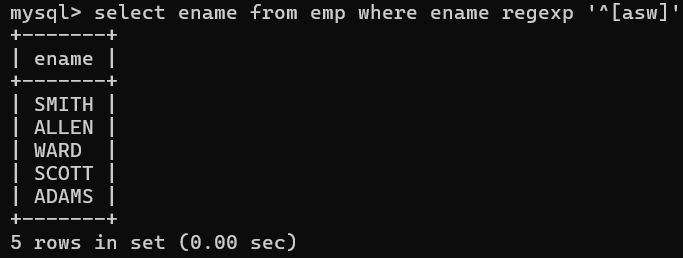 mysql> select ename from emp where ename regexp '^[asw]'
+-------+
| ename |
+-------+
| SMITH |
| ALLEN |
| WARD  |
| SCOTT |
| ADAMS |
+-------+
5 rows in set (0.00 sec)